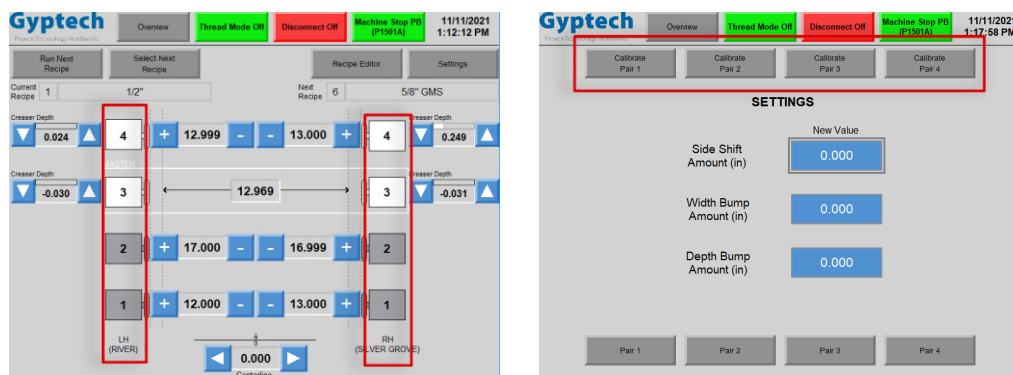 Gyptech
Proven Technology Worldwide
Overview
Thread Mode Off
Disconnect Off
Machine Stop PB
(P1501A)
11/11/2021
1:12:12 PM
Run Next
Recipe
Select Next
Recipe
Recipe Editor
Settings
Current
Recipe
1
1/2"
Next
Recipe
6
5/8" GMS
Creaser Depth
0.024
4
+
12.999
-
-
13.000
+
4
Creaser Depth
0.249
MASTER
Creaser Depth
-0.030
3
12.969
3
Creaser Depth
-0.031
2
+
17.000
-
-
16.999
+
2
1
+
12.000
-
-
13.000
+
1
LH
(RIVER)
0.000
Centerline
RH
(SILVER GROVE)
Gyptech
Proven Technology Worldwide
Overview
Thread Mode Off
Disconnect Off
Machine Stop PB
(P1501A)
11/11/202
1:17:58 PM
Calibrate
Pair 1
Calibrate
Pair 2
Calibrate
Pair 3
Calibrate
Pair 4
SETTINGS
New Value
Side Shift
Amount (in)
0.000
Width Bump
Amount (in)
0.000
Depth Bump
Amount (in)
0.000
Pair 1
Pair 2
Pair 3
Pair 4